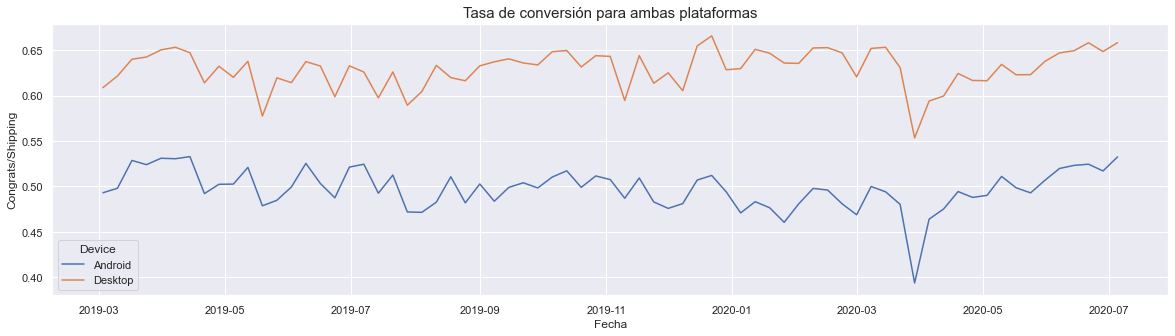 Tasa de conversión para ambas plataformas
Congrats/Shipping
0.65
0.60
0.55
0.50
0.45
0.40
Device
Android
Desktop
2019-03
2019-05
2019-07
2019-09
2019-11
2020-01
2020-03
2020-05
2020-07
Fecha